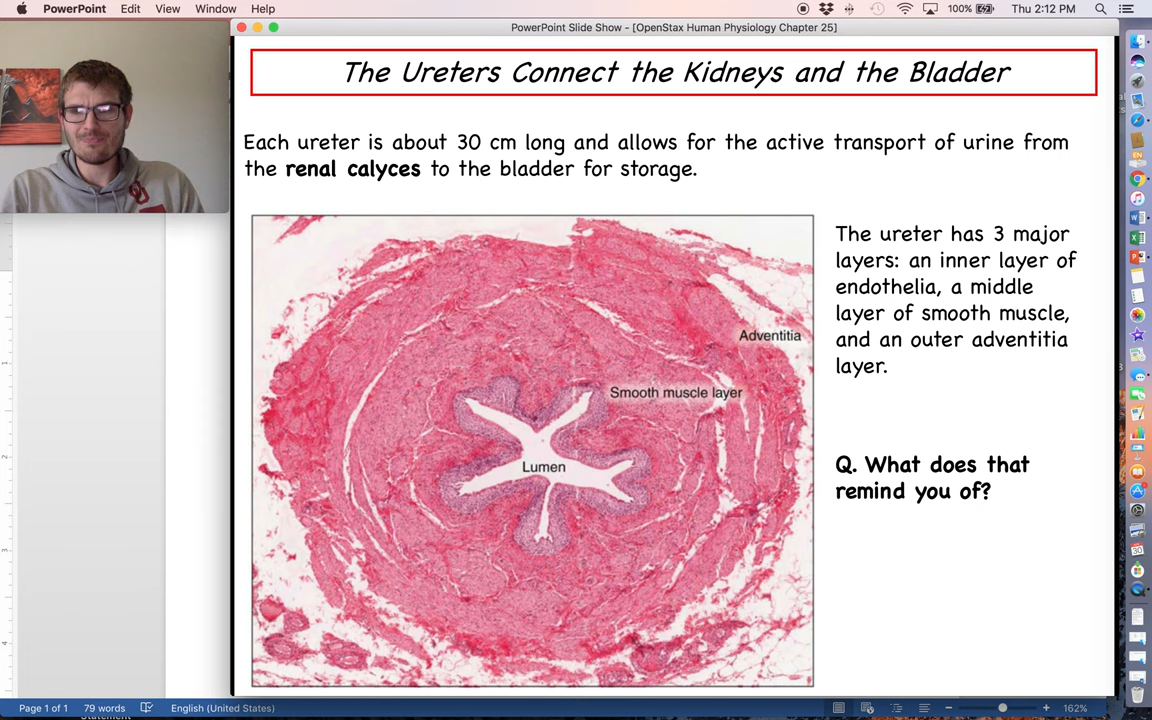 PowerPoint Edit View Window Help
100% Thu 2:12 PM
PowerPoint Slide Show - [OpenStax Human Physiology Chapter 25]
The Ureters Connect the Kidneys and the Bladder
Each ureter is about 30 cm long and allows for the active transport of urine from
the renal calyces to the bladder for storage.
The ureter has 3 major
layers: an inner layer of
endothelia, a middle
layer of smooth muscle,
and an outer adventitia
layer.
Adventitia
Smooth muscle layer
Lumen
Q. What does that
remind you of?
Page 1 of 1 79 words English (United States) 162%